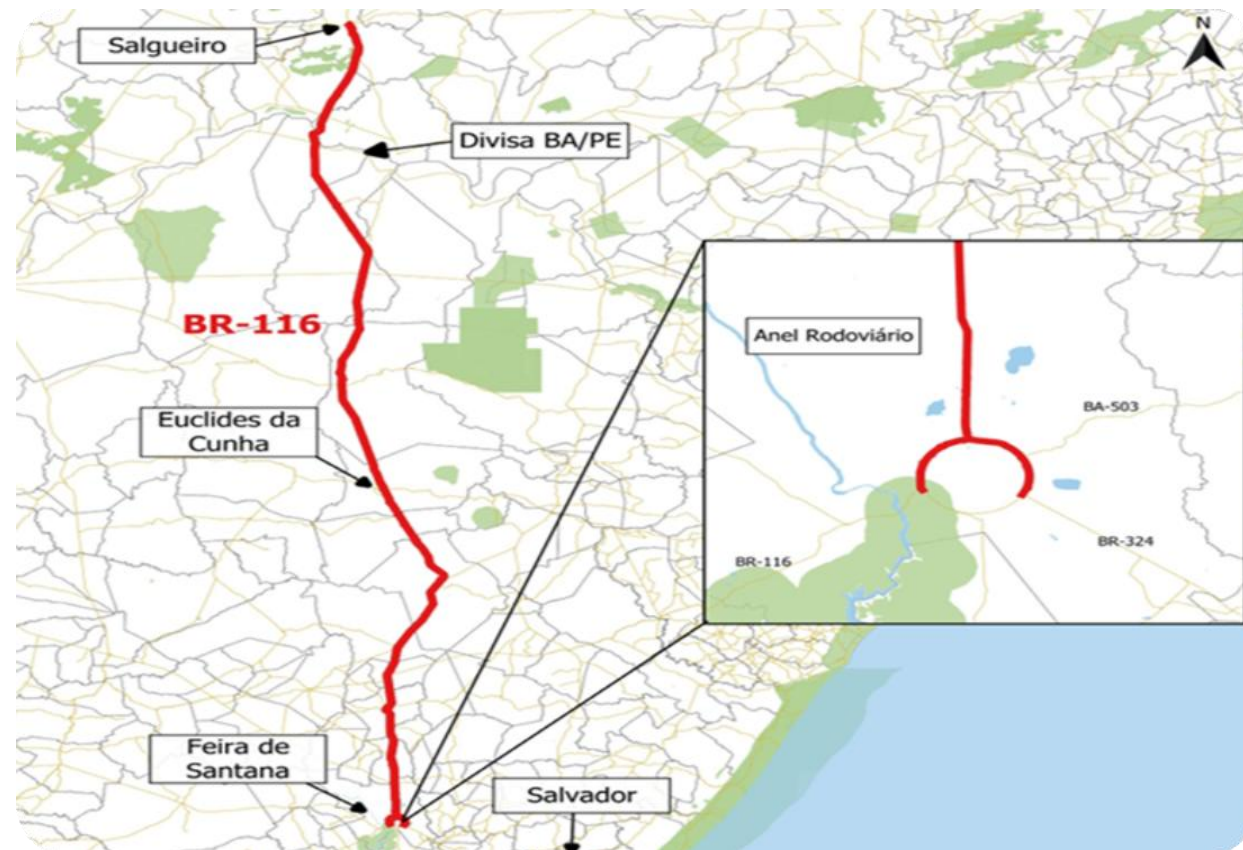 N
Salgueiro
Divisa BA/PE
BR-116
Anel Rodoviário
BA-503
Euclides da
Cunha
BR-324
BR-116
Feira de
Santana
Salvador